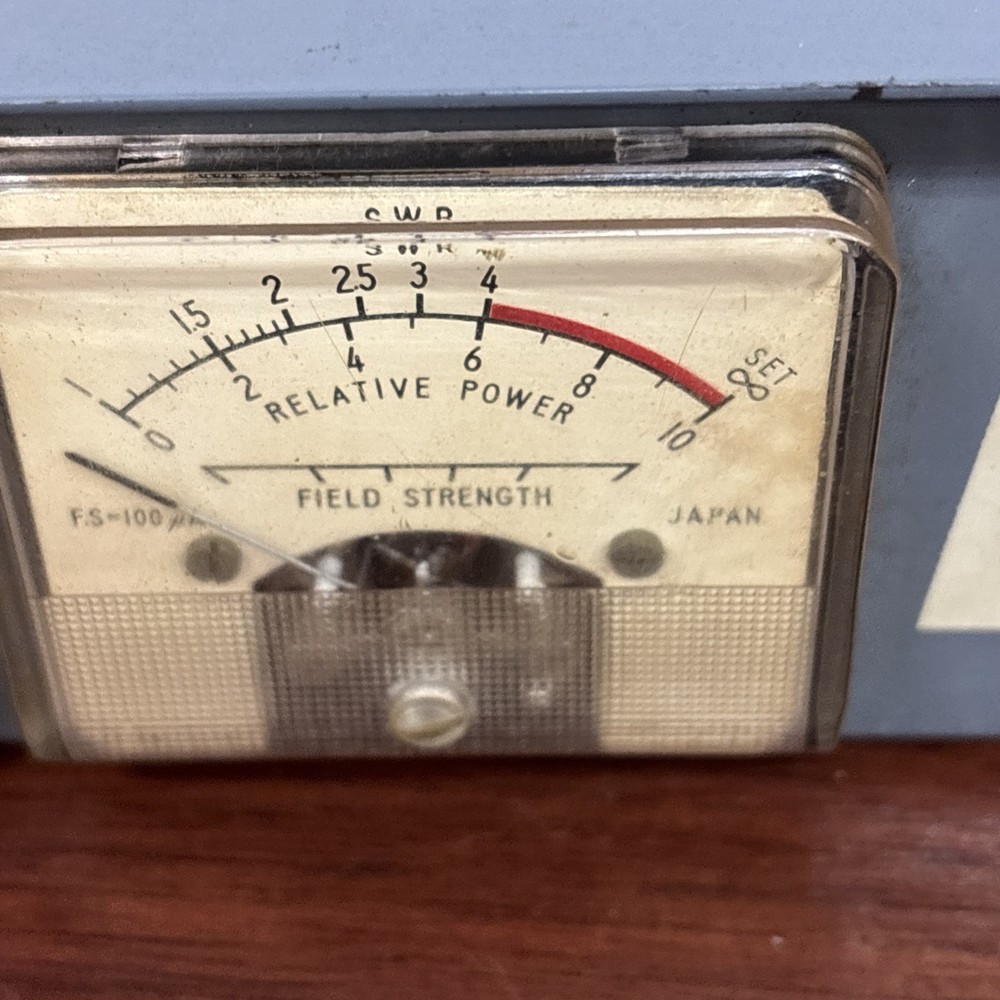 SWR
1.5 2 2.5 3 4 SET
∞
0 2 4 6 8 10
RELATIVE POWER
FIELD STRENGTH
F.S=100 JAPAN